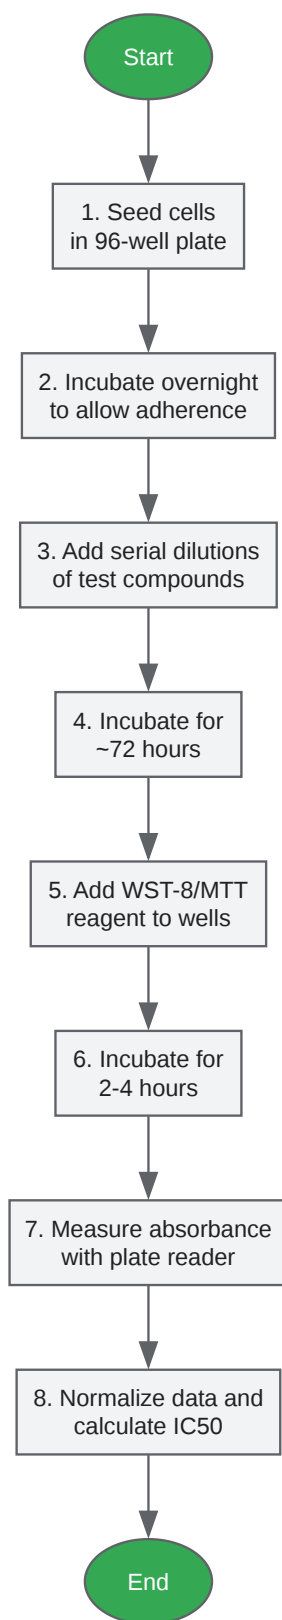 Start
1. Seed cells
in 96-well plate
2. Incubate overnight
to allow adherence
3. Add serial dilutions
of test compounds
4. Incubate for
~72 hours
5. Add WST-8/MTT
reagent to wells
6. Incubate for
2-4 hours
7. Measure absorbance
with plate reader
8. Normalize data and
calculate IC50
End